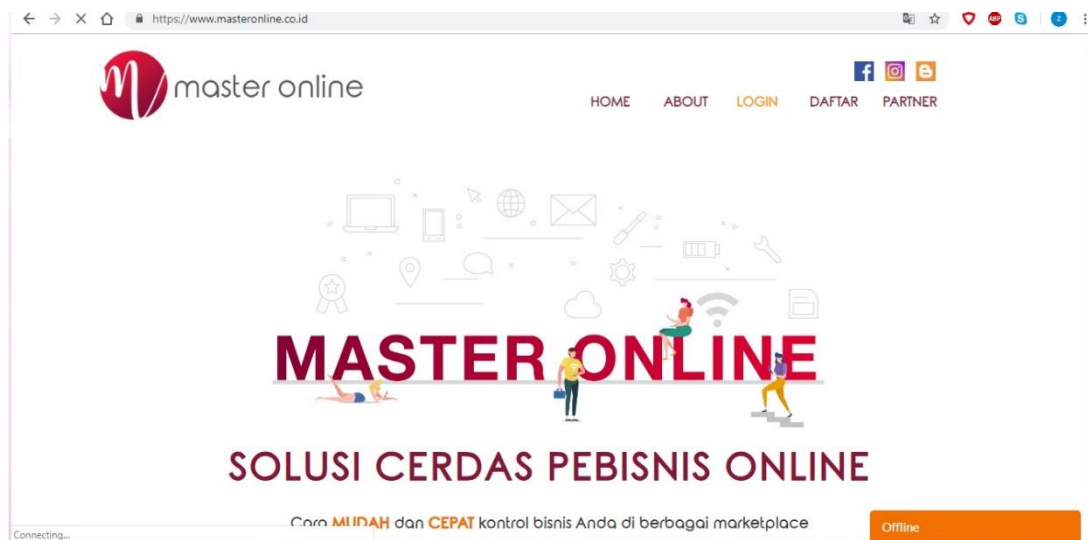 https://www.masteronline.co.id
ABP
S
Z
m master online
f
HOME ABOUT LOGIN DAFTAR PARTNER
MASTER ONLINE
SOLUSI CERDAS PEBISNIS ONLINE
Cara MUDAH dan CEPAT kontrol bisnis Anda di berbagai marketplace
Connecting...
Offline